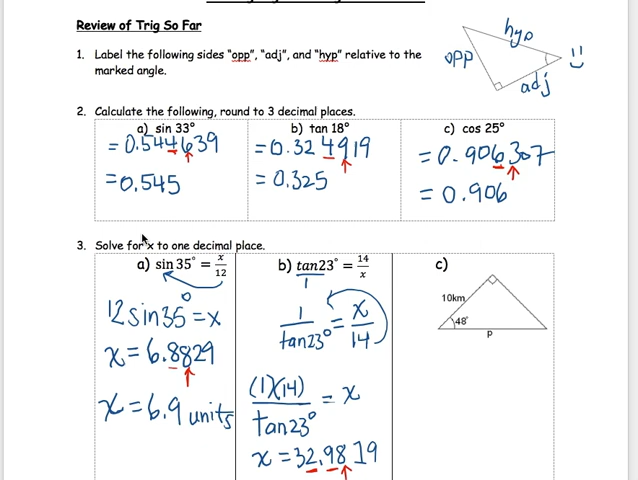 Review of Trig So Far
1. Label the following sides "opp", "adj", and "hyp" relative to the
marked angle.
hyp
opp
adj
2. Calculate the following, round to 3 decimal places.
a) sin 33°
= 0.544639
= 0.545
b) tan 18°
= 0.324919
= 0.325
c) cos 25°
= 0.906307
= 0.906
3. Solve for x to one decimal place.
a) sin 35° = x/12
12 sin 35° = x
x = 6.8829
x = 6.9 units
b) tan23° = 14/x
1
1/tan23° = x/14
(1)(14)/tan23° = x
x = 32.9819
c)
10km
48°
P